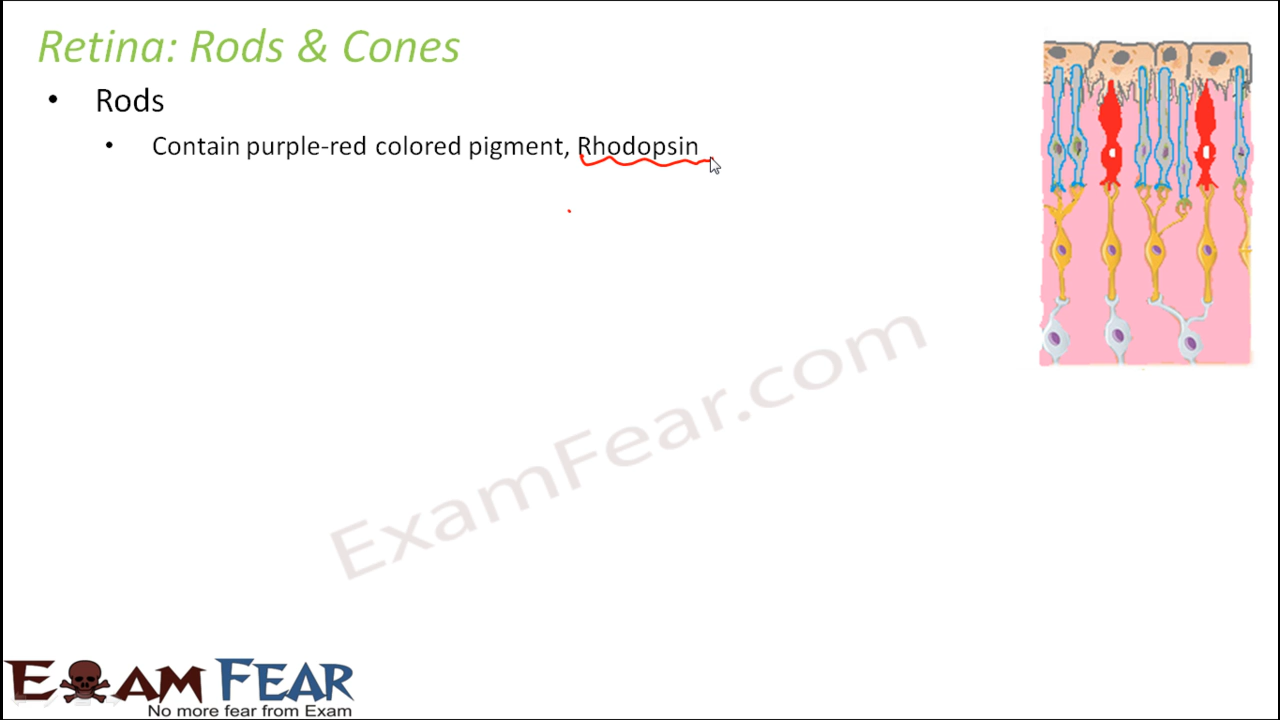 Retina: Rods & Cones
• Rods
• Contain purple-red colored pigment, Rhodopsin
ExamFear.com
EXAM FEAR
No more fear from Exam